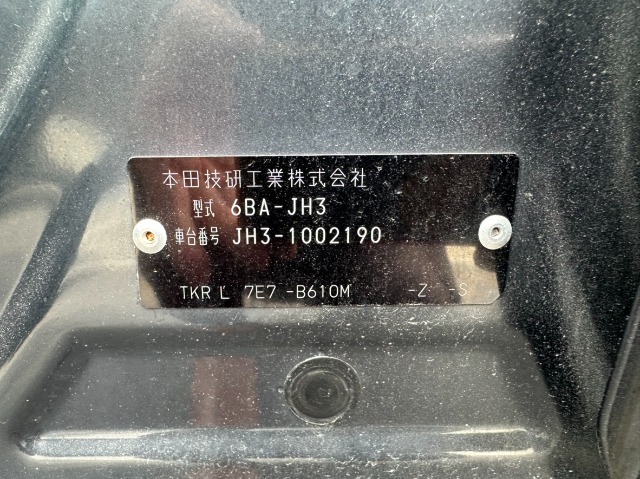 本田技研工業株式会社
型式 6BA-JH3
車台番号 JH3-1002190
TKR L 7E7 -B610M -Z -S